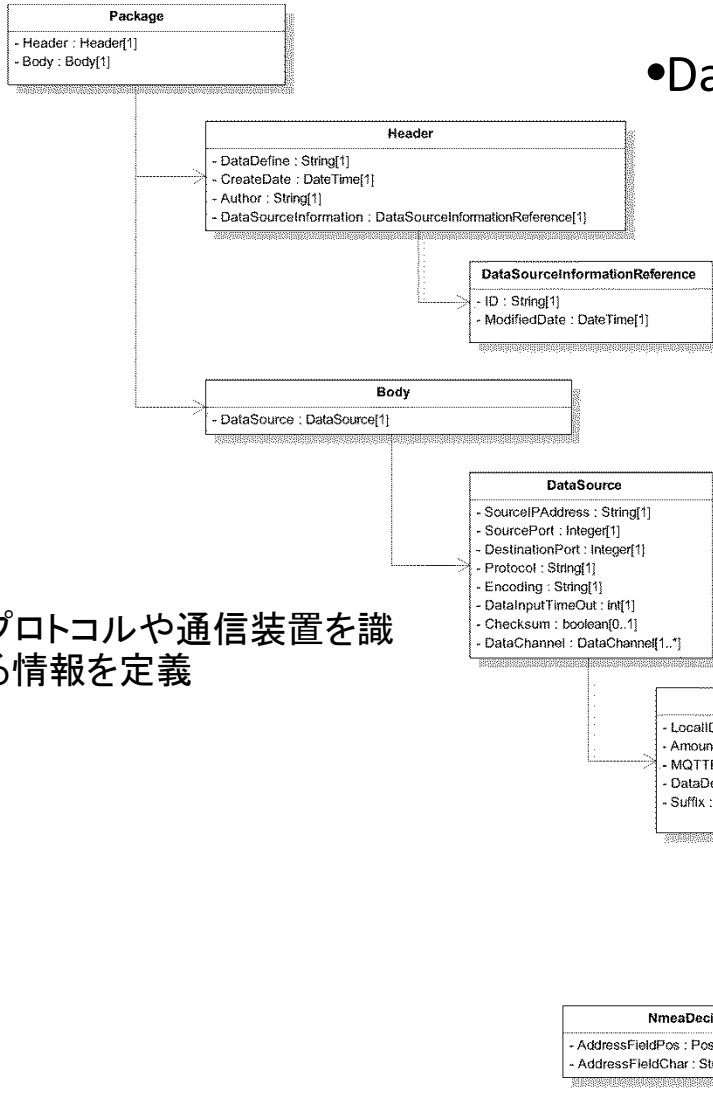 Package
- Header : Header[1]
- Body : Body[1]
•Da
Header
- DataDefine : String[1]
- CreateDate : DateTime[1]
- Author : String[1]
- DataSourceInformation : DataSourceInformationReference[1]
DataSourceInformationReference
- ID : String[1]
- ModifiedDate : DateTime[1]
Body
- DataSource : DataSource[1]
DataSource
- SourceIPAddress : String[1]
- SourcePort : Integer[1]
- DestinationPort : Integer[1]
- Protocol : String[1]
- Encoding : String[1]
- DataInputTimeOut : int[1]
- Checksum : boolean[0..1]
- DataChannel : DataChannel[1..*]
プロトコルや通信装置を識
る情報を定義
- LocalID
- Amoun
- MQTT
- DataDe
- Suffix :
NmeaDeci
- AddressFieldPos : Pos
- AddressFieldChar : St